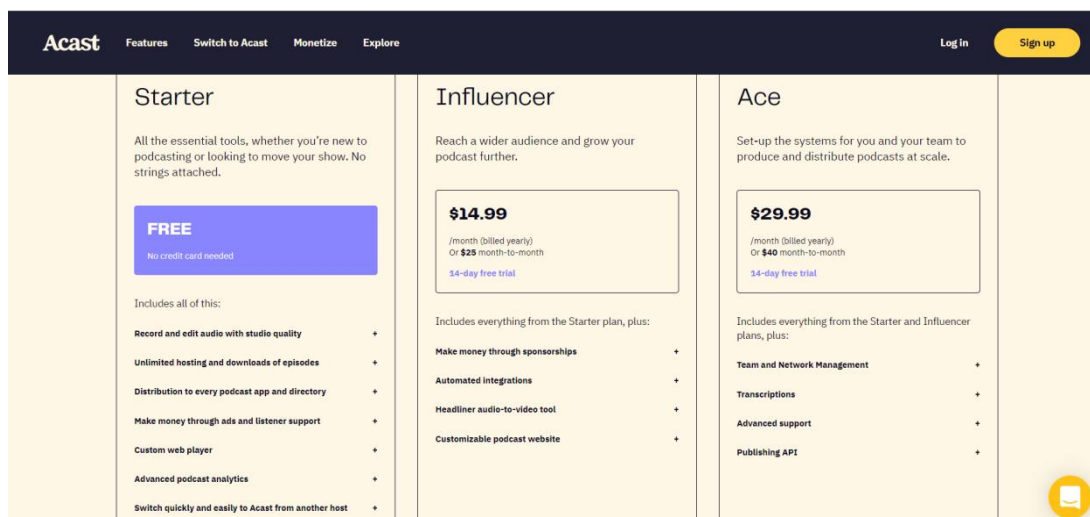 Acast
Features
Switch to Acast
Monetize
Explore
Log in
Sign up
Starter
All the essential tools, whether you're new to
podcasting or looking to move your show. No
strings attached.
FREE
No credit card needed
Includes all of this:
Record and edit audio with studio quality +
Unlimited hosting and downloads of episodes +
Distribution to every podcast app and directory +
Make money through ads and listener support +
Custom web player +
Advanced podcast analytics +
Switch quickly and easily to Acast from another host +
Influencer
Reach a wider audience and grow your
podcast further.
$14.99
/month (billed yearly)
Or $25 month-to-month
14-day free trial
Includes everything from the Starter plan, plus:
Make money through sponsorships +
Automated integrations +
Headliner audio-to-video tool +
Customizable podcast website +
Ace
Set-up the systems for you and your team to
produce and distribute podcasts at scale.
$29.99
/month (billed yearly)
Or $40 month-to-month
14-day free trial
Includes everything from the Starter and Influencer
plans, plus:
Team and Network Management +
Transcriptions +
Advanced support +
Publishing API +